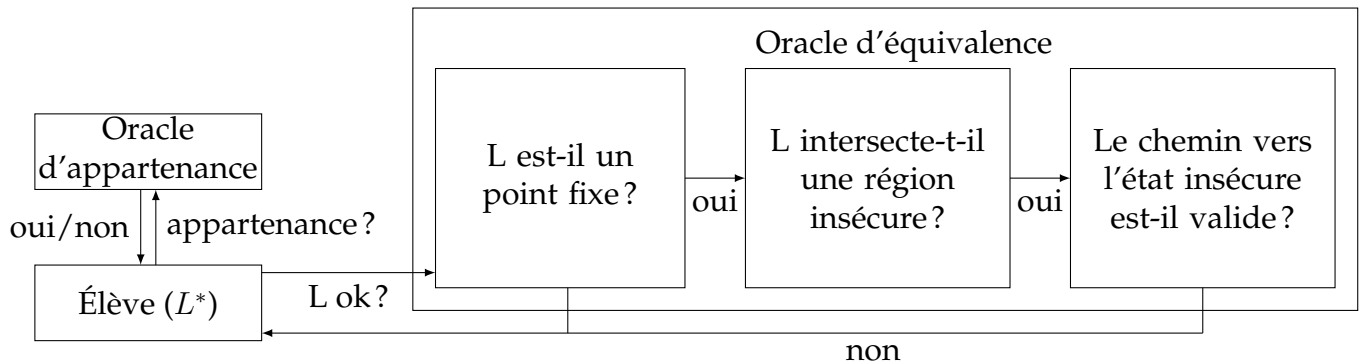 Oracle d'équivalence
Oracle
d'appartenance
L est-il un
point fixe ?
L intersecte-t-il
une région
insécure ?
Le chemin vers
l'état insécure
est-il valide ?
oui
oui
oui/non
appartenance ?
Élève (L*)
L ok ?
non